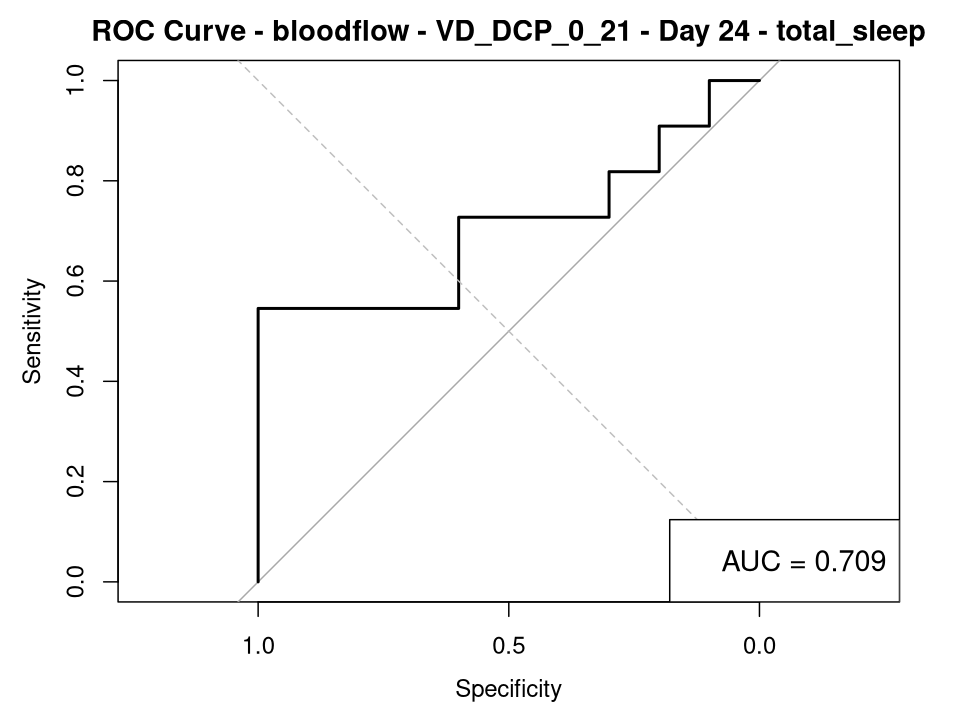 ROC Curve - bloodflow - VD_DCP_0_21 - Day 24 - total_sleep
Sensitivity
1.0
0.8
0.6
0.4
0.2
0.0
AUC = 0.709
1.0 0.5 0.0
Specificity